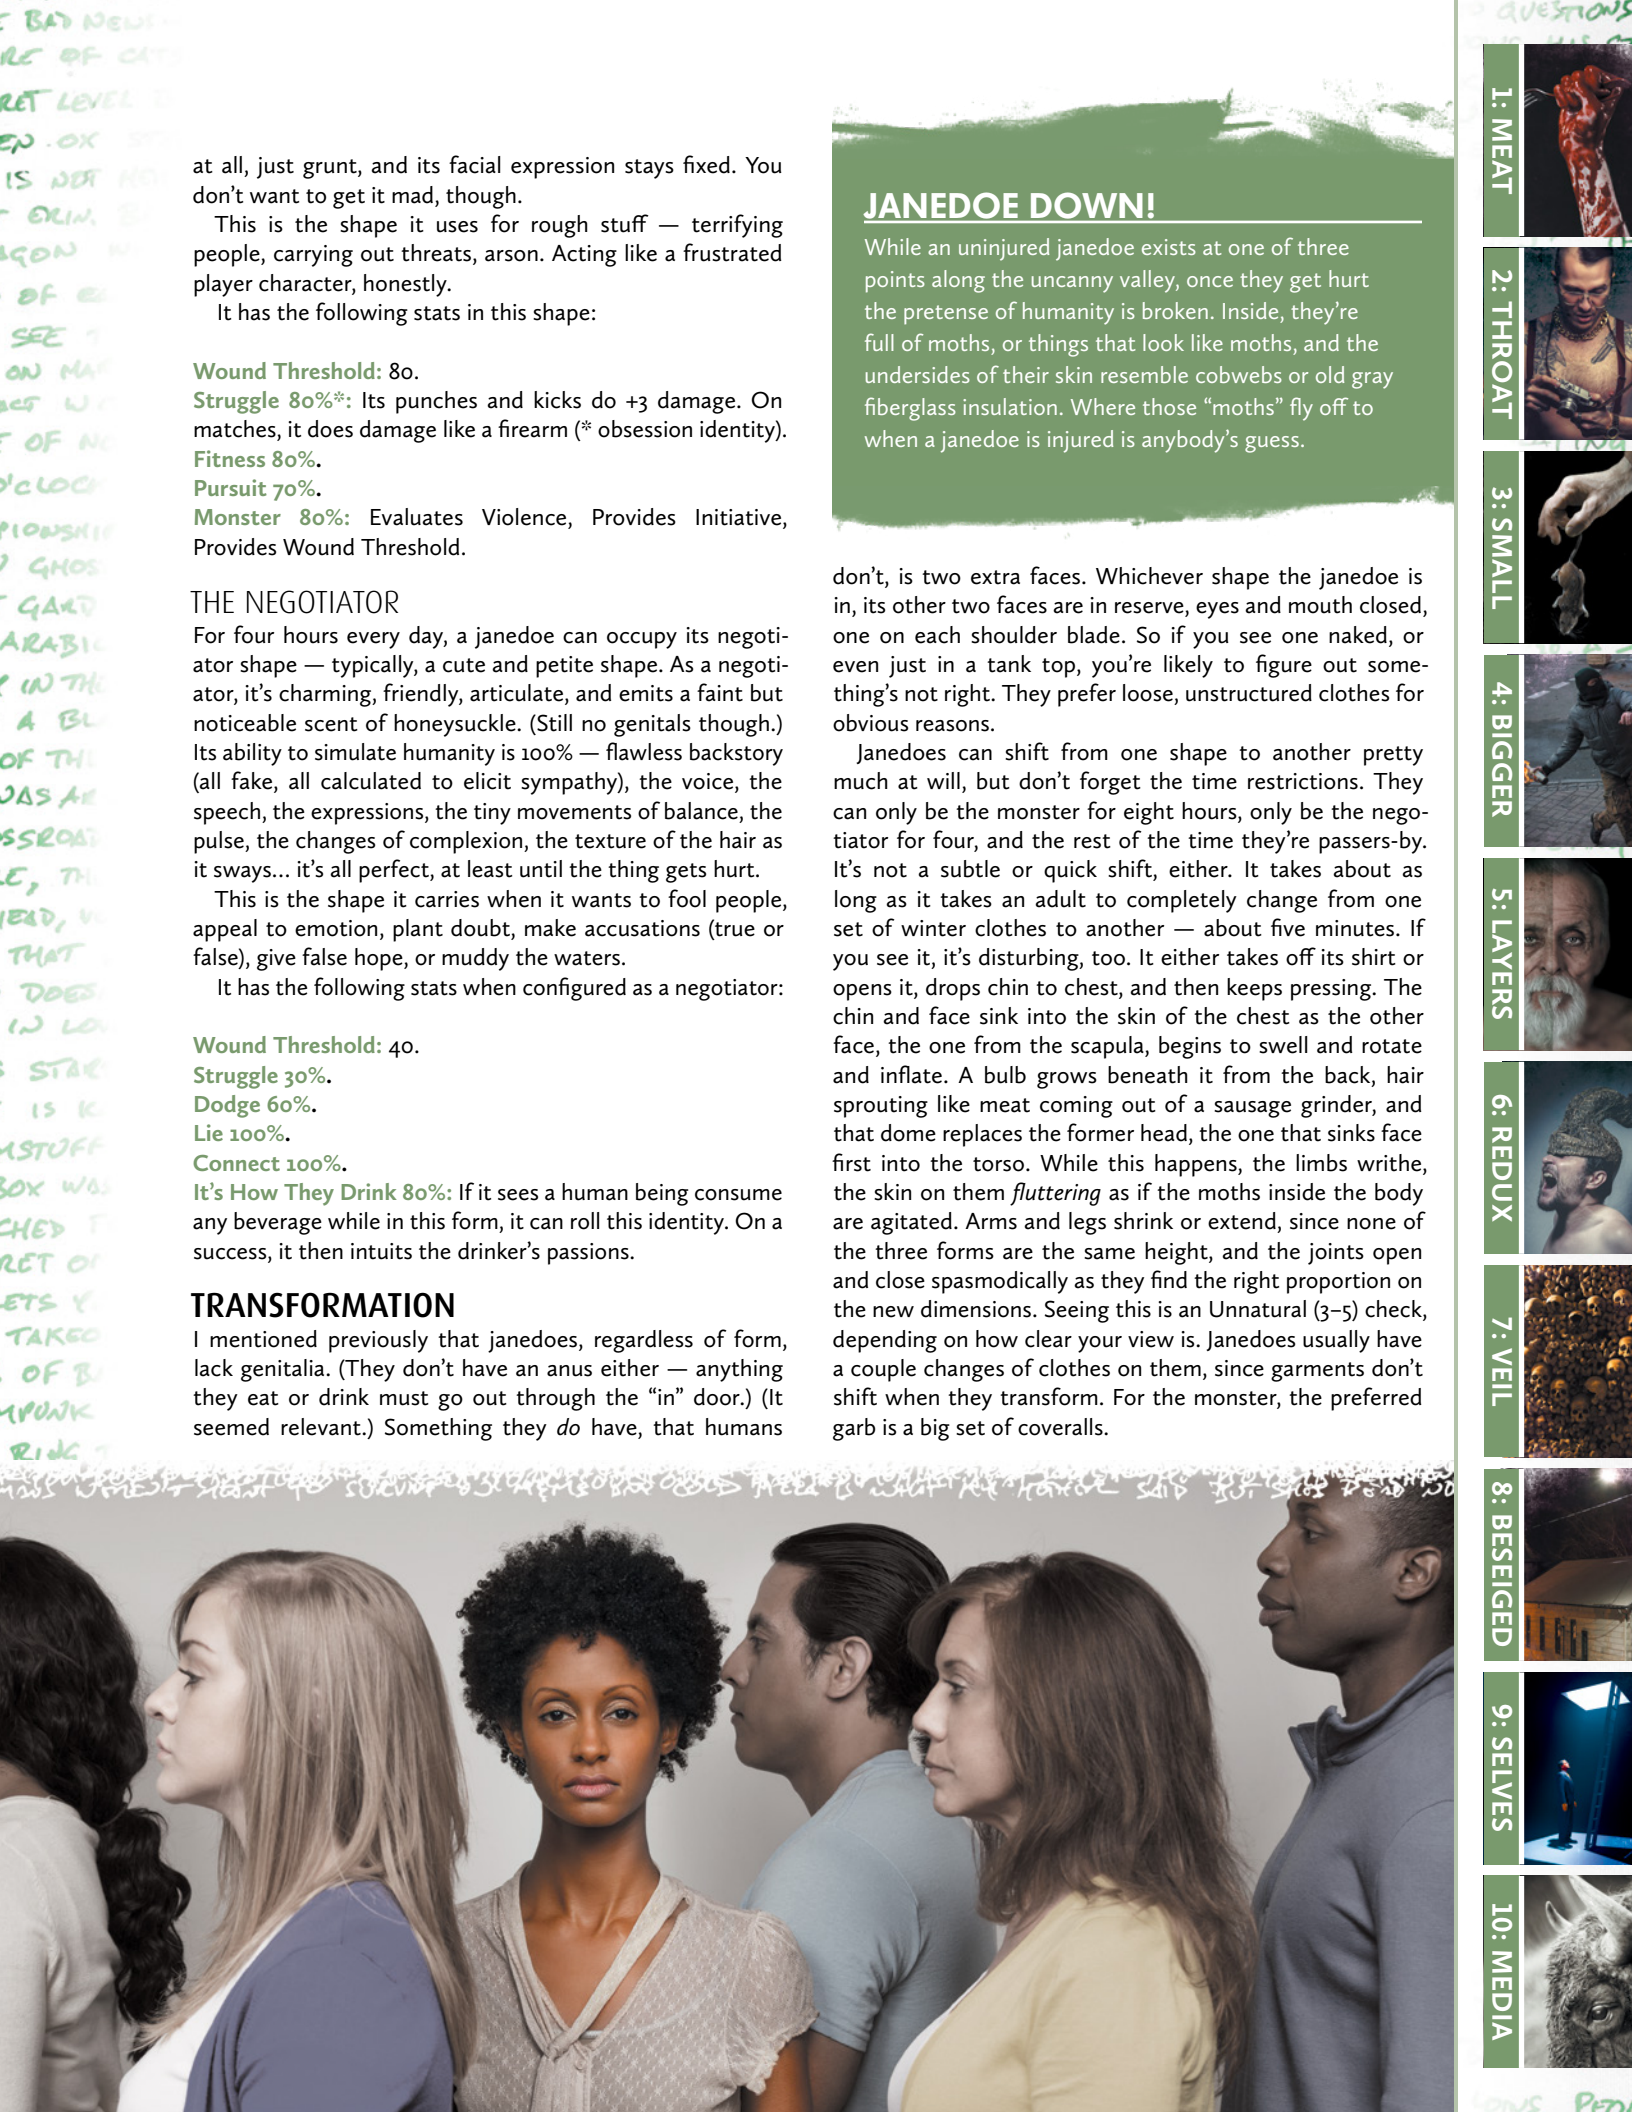 at all, just grunt, and its facial expression stays fixed. You
don't want to get it mad, though.
This is the shape it uses for rough stuff — terrifying
people, carrying out threats, arson. Acting like a frustrated
player character, honestly.
It has the following stats in this shape:
Wound Threshold: 80.
Struggle 80%*: Its punches and kicks do +3 damage. On
matches, it does damage like a firearm (* obsession identity).
Fitness 80%.
Pursuit 70%.
Monster 80%: Evaluates Violence, Provides Initiative,
Provides Wound Threshold.
THE NEGOTIATOR
For four hours every day, a janedoe can occupy its negoti-
ator shape — typically, a cute and petite shape. As a negoti-
ator, it's charming, friendly, articulate, and emits a faint but
noticeable scent of honeysuckle. (Still no genitals though.)
Its ability to simulate humanity is 100% — flawless backstory
(all fake, all calculated to elicit sympathy), the voice, the
speech, the expressions, the tiny movements of balance, the
pulse, the changes of complexion, the texture of the hair as
it sways... it's all perfect, at least until the thing gets hurt.
This is the shape it carries when it wants to fool people,
appeal to emotion, plant doubt, make accusations (true or
false), give false hope, or muddy the waters.
It has the following stats when configured as a negotiator:
Wound Threshold: 40.
Struggle 30%.
Dodge 60%.
Lie 100%.
Connect 100%.
It's How They Drink 80%: If it sees a human being consume
any beverage while in this form, it can roll this identity. On a
success, it then intuits the drinker's passions.
TRANSFORMATION
I mentioned previously that janedoes, regardless of form,
lack genitalia. (They don't have an anus either — anything
they eat or drink must go out through the “in” door.) (It
seemed relevant.) Something they do have, that humans
JANEDOE DOWN!
While an uninjured janedoe exists at one of three
points along the uncanny valley, once they get hurt
the pretense of humanity is broken. Inside, they're
full of moths, or things that look like moths, and the
undersides of their skin resemble cobwebs or old gray
fiberglass insulation. Where those “moths” fly off to
when a janedoe is injured is anybody's guess.
don't, is two extra faces. Whichever shape the janedoe is
in, its other two faces are in reserve, eyes and mouth closed,
one on each shoulder blade. So if you see one naked, or
even just in a tank top, you're likely to figure out some-
thing's not right. They prefer loose, unstructured clothes for
obvious reasons.
Janedoes can shift from one shape to another pretty
much at will, but don't forget the time restrictions. They
can only be the monster for eight hours, only be the nego-
tiator for four, and the rest of the time they're passers-by.
It's not a subtle or quick shift, either. It takes about as
long as it takes an adult to completely change from one
set of winter clothes to another — about five minutes. If
you see it, it's disturbing, too. It either takes off its shirt or
opens it, drops chin to chest, and then keeps pressing. The
chin and face sink into the skin of the chest as the other
face, the one from the scapula, begins to swell and rotate
and inflate. A bulb grows beneath it from the back, hair
sprouting like meat coming out of a sausage grinder, and
that dome replaces the former head, the one that sinks face
first into the torso. While this happens, the limbs writhe,
the skin on them fluttering as if the moths inside the body
are agitated. Arms and legs shrink or extend, since none of
the three forms are the same height, and the joints open
and close spasmodically as they find the right proportion on
the new dimensions. Seeing this is an Unnatural (3–5) check,
depending on how clear your view is. Janedoes usually have
a couple changes of clothes on them, since garments don't
shift when they transform. For the monster, the preferred
garb is a big set of coveralls.
1: MEAT
2: THROAT
3: SMALL
4: BIGGER
5: LAYERS
6: REDUX
7: VEIL
8: BESEIGED
9: SELVES
10: MEDIA